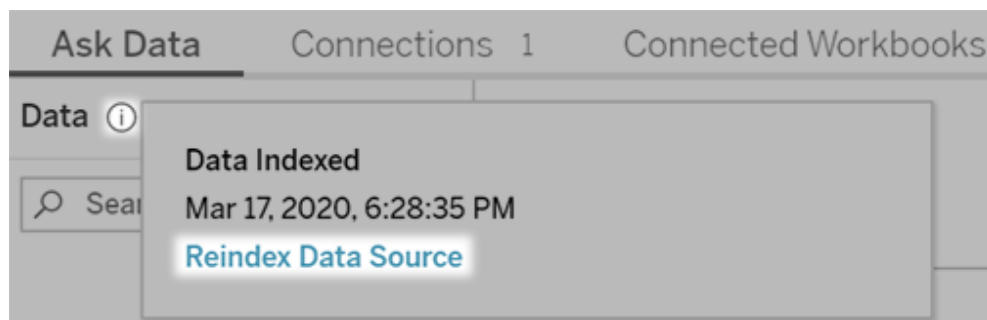 Ask Data Connections 1 Connected Workbooks
Data
Data Indexed
Mar 17, 2020, 6:28:35 PM
Reindex Data Source